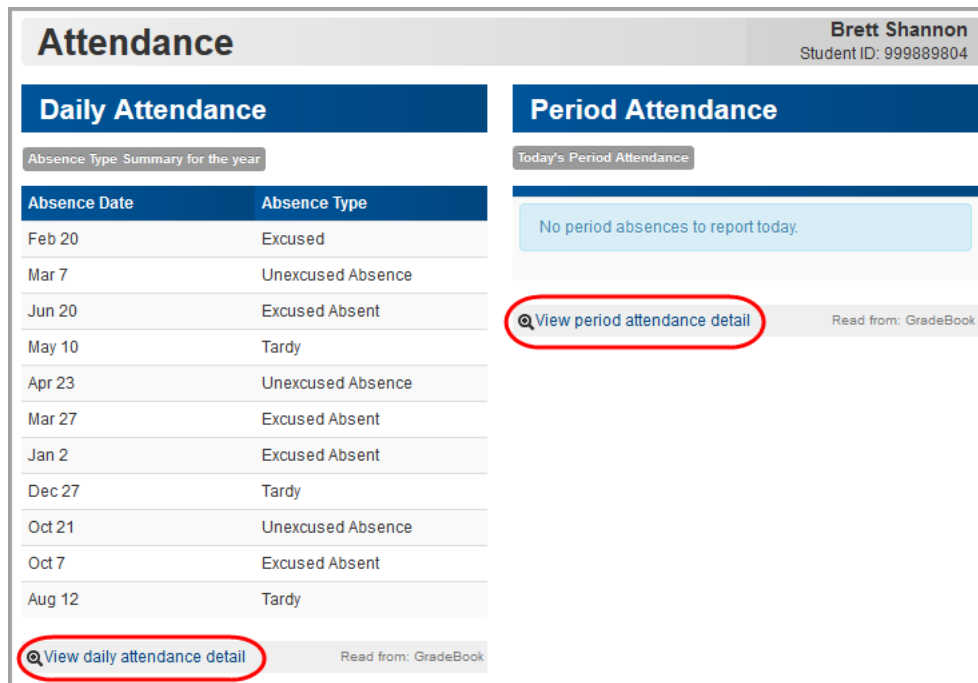 Attendance
Brett Shannon
Student ID: 999889804
Daily Attendance
Absence Type Summary for the year
Absence Date Absence Type
Feb 20 Excused
Mar 7 Unexcused Absence
Jun 20 Excused Absent
May 10 Tardy
Apr 23 Unexcused Absence
Mar 27 Excused Absent
Jan 2 Excused Absent
Dec 27 Tardy
Oct 21 Unexcused Absence
Oct 7 Excused Absent
Aug 12 Tardy
View daily attendance detail Read from: GradeBook
Period Attendance
Today's Period Attendance
No period absences to report today.
View period attendance detail Read from: GradeBook